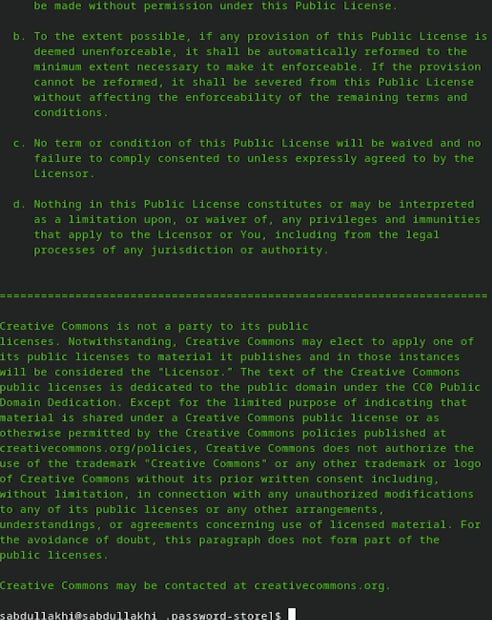 be made without permission under this Public License.
b. To the extent possible, if any provision of this Public License is
deemed unenforceable, it shall be automatically reformed to the
minimum extent necessary to make it enforceable. If the provision
cannot be reformed, it shall be severed from this Public License
without affecting the enforceability of the remaining terms and
conditions.
c. No term or condition of this Public License will be waived and no
failure to comply consented to unless expressly agreed to by the
Licensor.
d. Nothing in this Public License constitutes or may be interpreted
as a limitation upon, or waiver of, any privileges and immunities
that apply to the Licensor or You, including from the legal
processes of any jurisdiction or authority.
=======================================================================
Creative Commons is not a party to its public
licenses. Notwithstanding, Creative Commons may elect to apply one of
its public licenses to material it publishes and in those instances
will be considered the “Licensor.” The text of the Creative Commons
public licenses is dedicated to the public domain under the CC0 Public
Domain Dedication. Except for the limited purpose of indicating that
material is shared under a Creative Commons public license or as
otherwise permitted by the Creative Commons policies published at
creativecommons.org/policies, Creative Commons does not authorize the
use of the trademark "Creative Commons" or any other trademark or logo
of Creative Commons without its prior written consent including,
without limitation, in connection with any unauthorized modifications
to any of its public licenses or any other arrangements,
understandings, or agreements concerning use of licensed material. For
the avoidance of doubt, this paragraph does not form part of the
public licenses.
Creative Commons may be contacted at creativecommons.org.
sabdullakhi@sabdullakhi .password-store]$